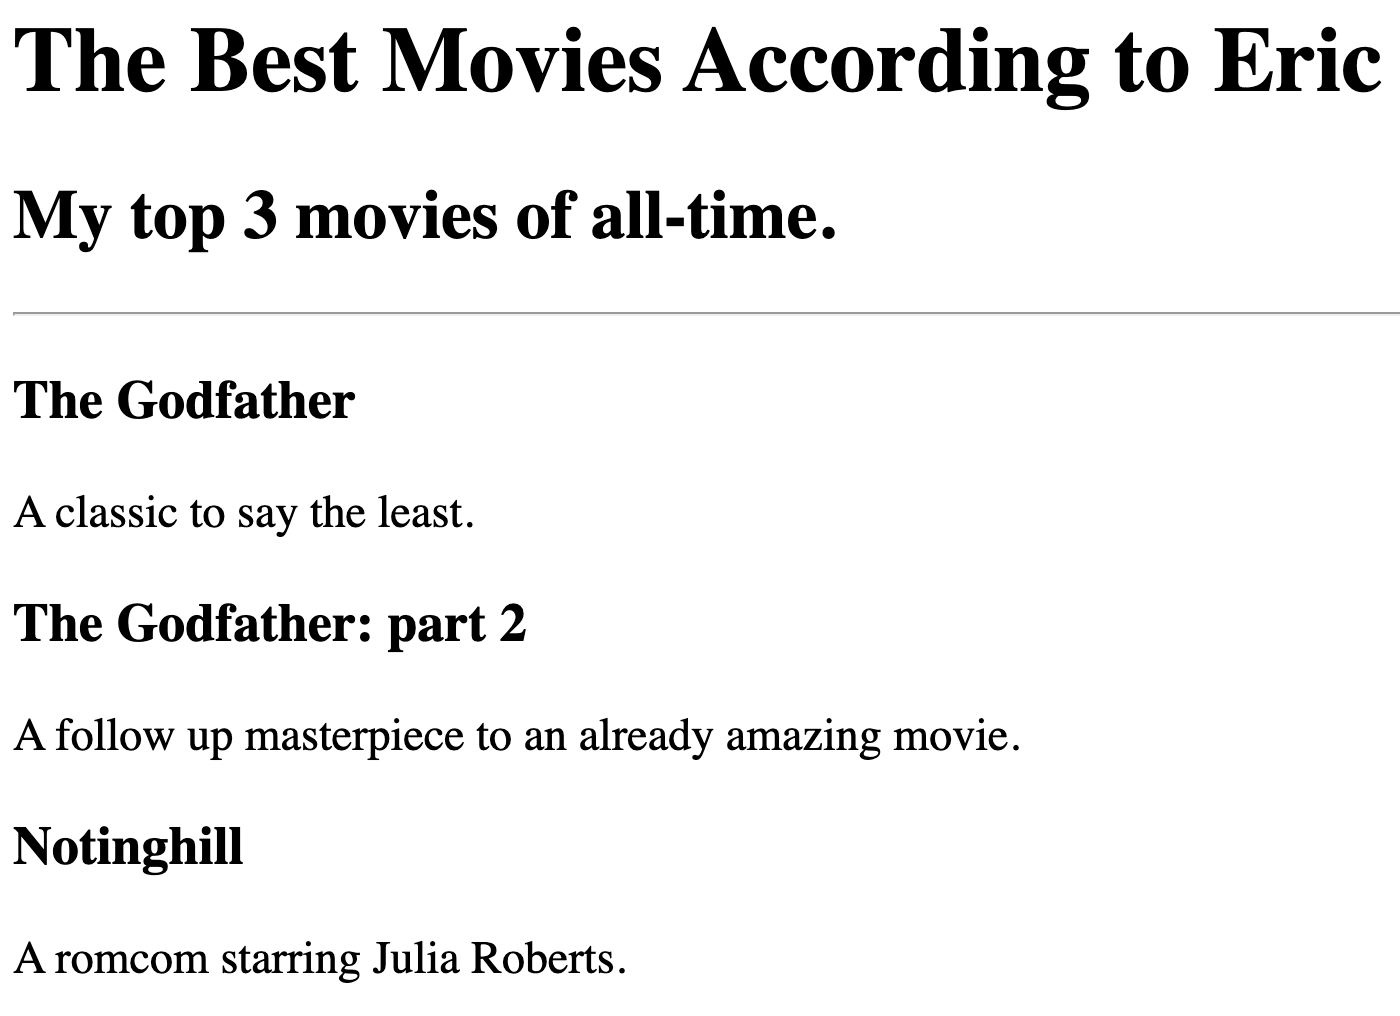 The Best Movies According to Eric
My top 3 movies of all-time.
The Godfather
A classic to say the least.
The Godfather: part 2
A follow up masterpiece to an already amazing movie.
Notinghill
A romcom starring Julia Roberts.